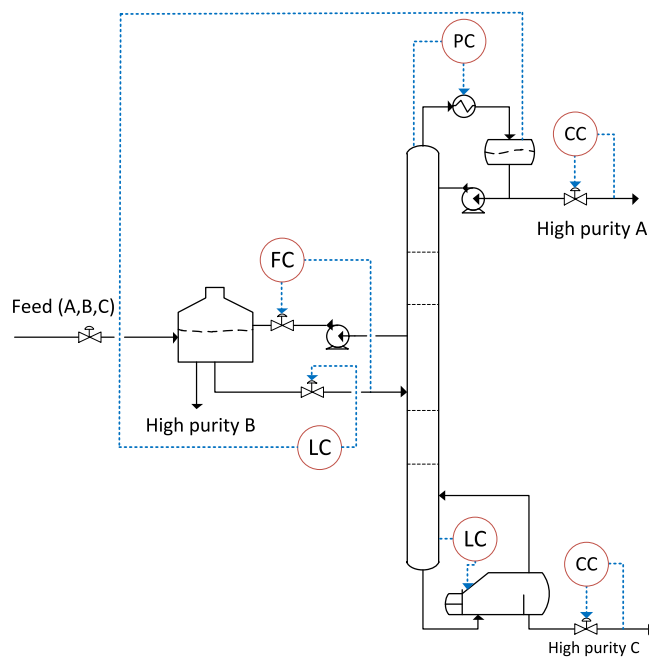 PC
CC
High purity A
FC
Feed (A,B,C)
High purity B
LC
LC
CC
High purity C